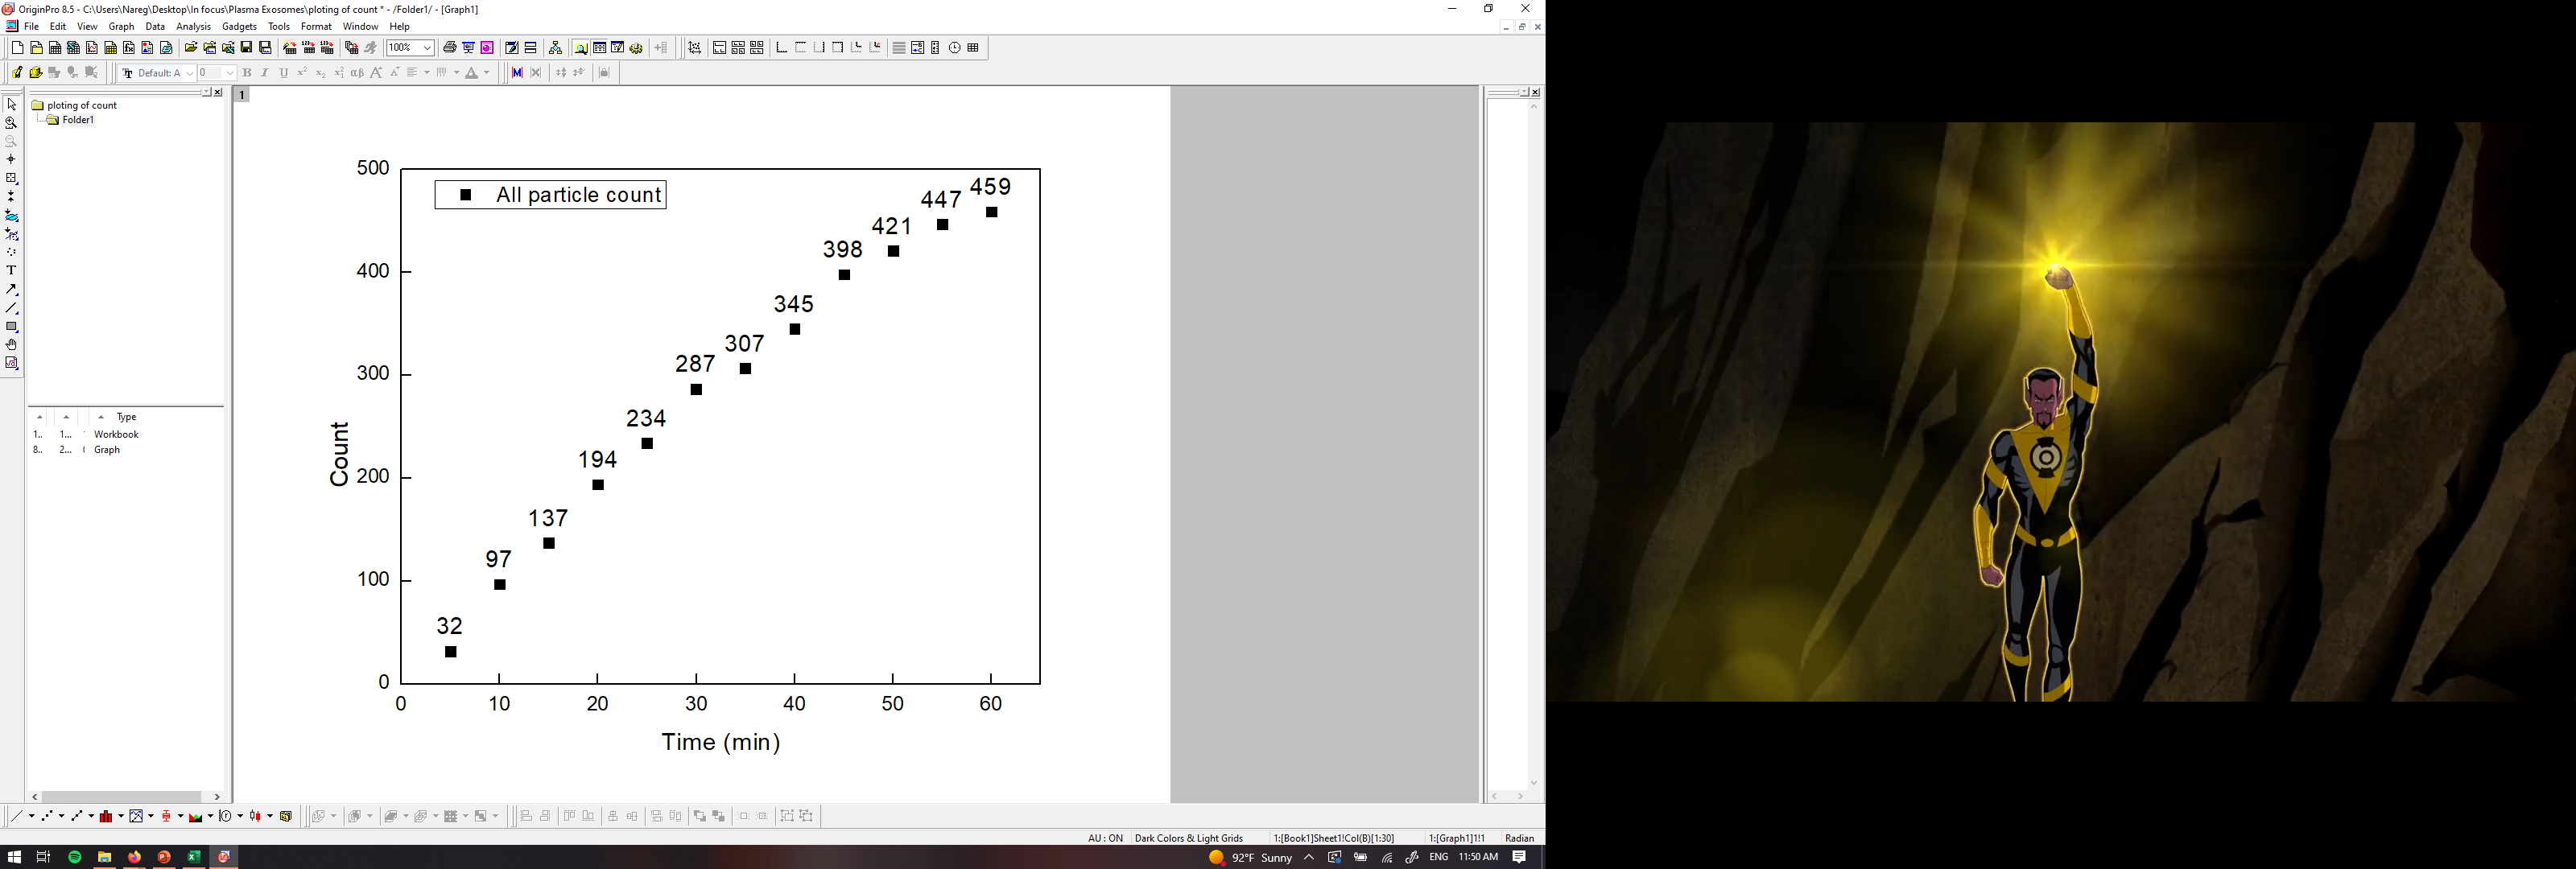 OriginPro 8.5 - C:\Users\Nareg\Desktop\In focus\Plasma Exosomes\ploting of count * - /Folder1/ - [Graph1]
File Edit View Graph Data Analysis Gadgets Tools Format Window Help
100%
Default: A 0 B I U
ploting of count
Folder1
1
Type
1.. 1... Workbook
8.. 2... Graph
All particle count
500
400
300
200
100
0
Count
32
97
137
194
234
287
307
345
398
421
447
459
0 10 20 30 40 50 60
Time (min)
AU : ON Dark Colors & Light Grids 1:[Book1]Sheet1!Col(B)[1:30] 1:[Graph1]1!1 Radian
92°F Sunny ENG 11:50 AM